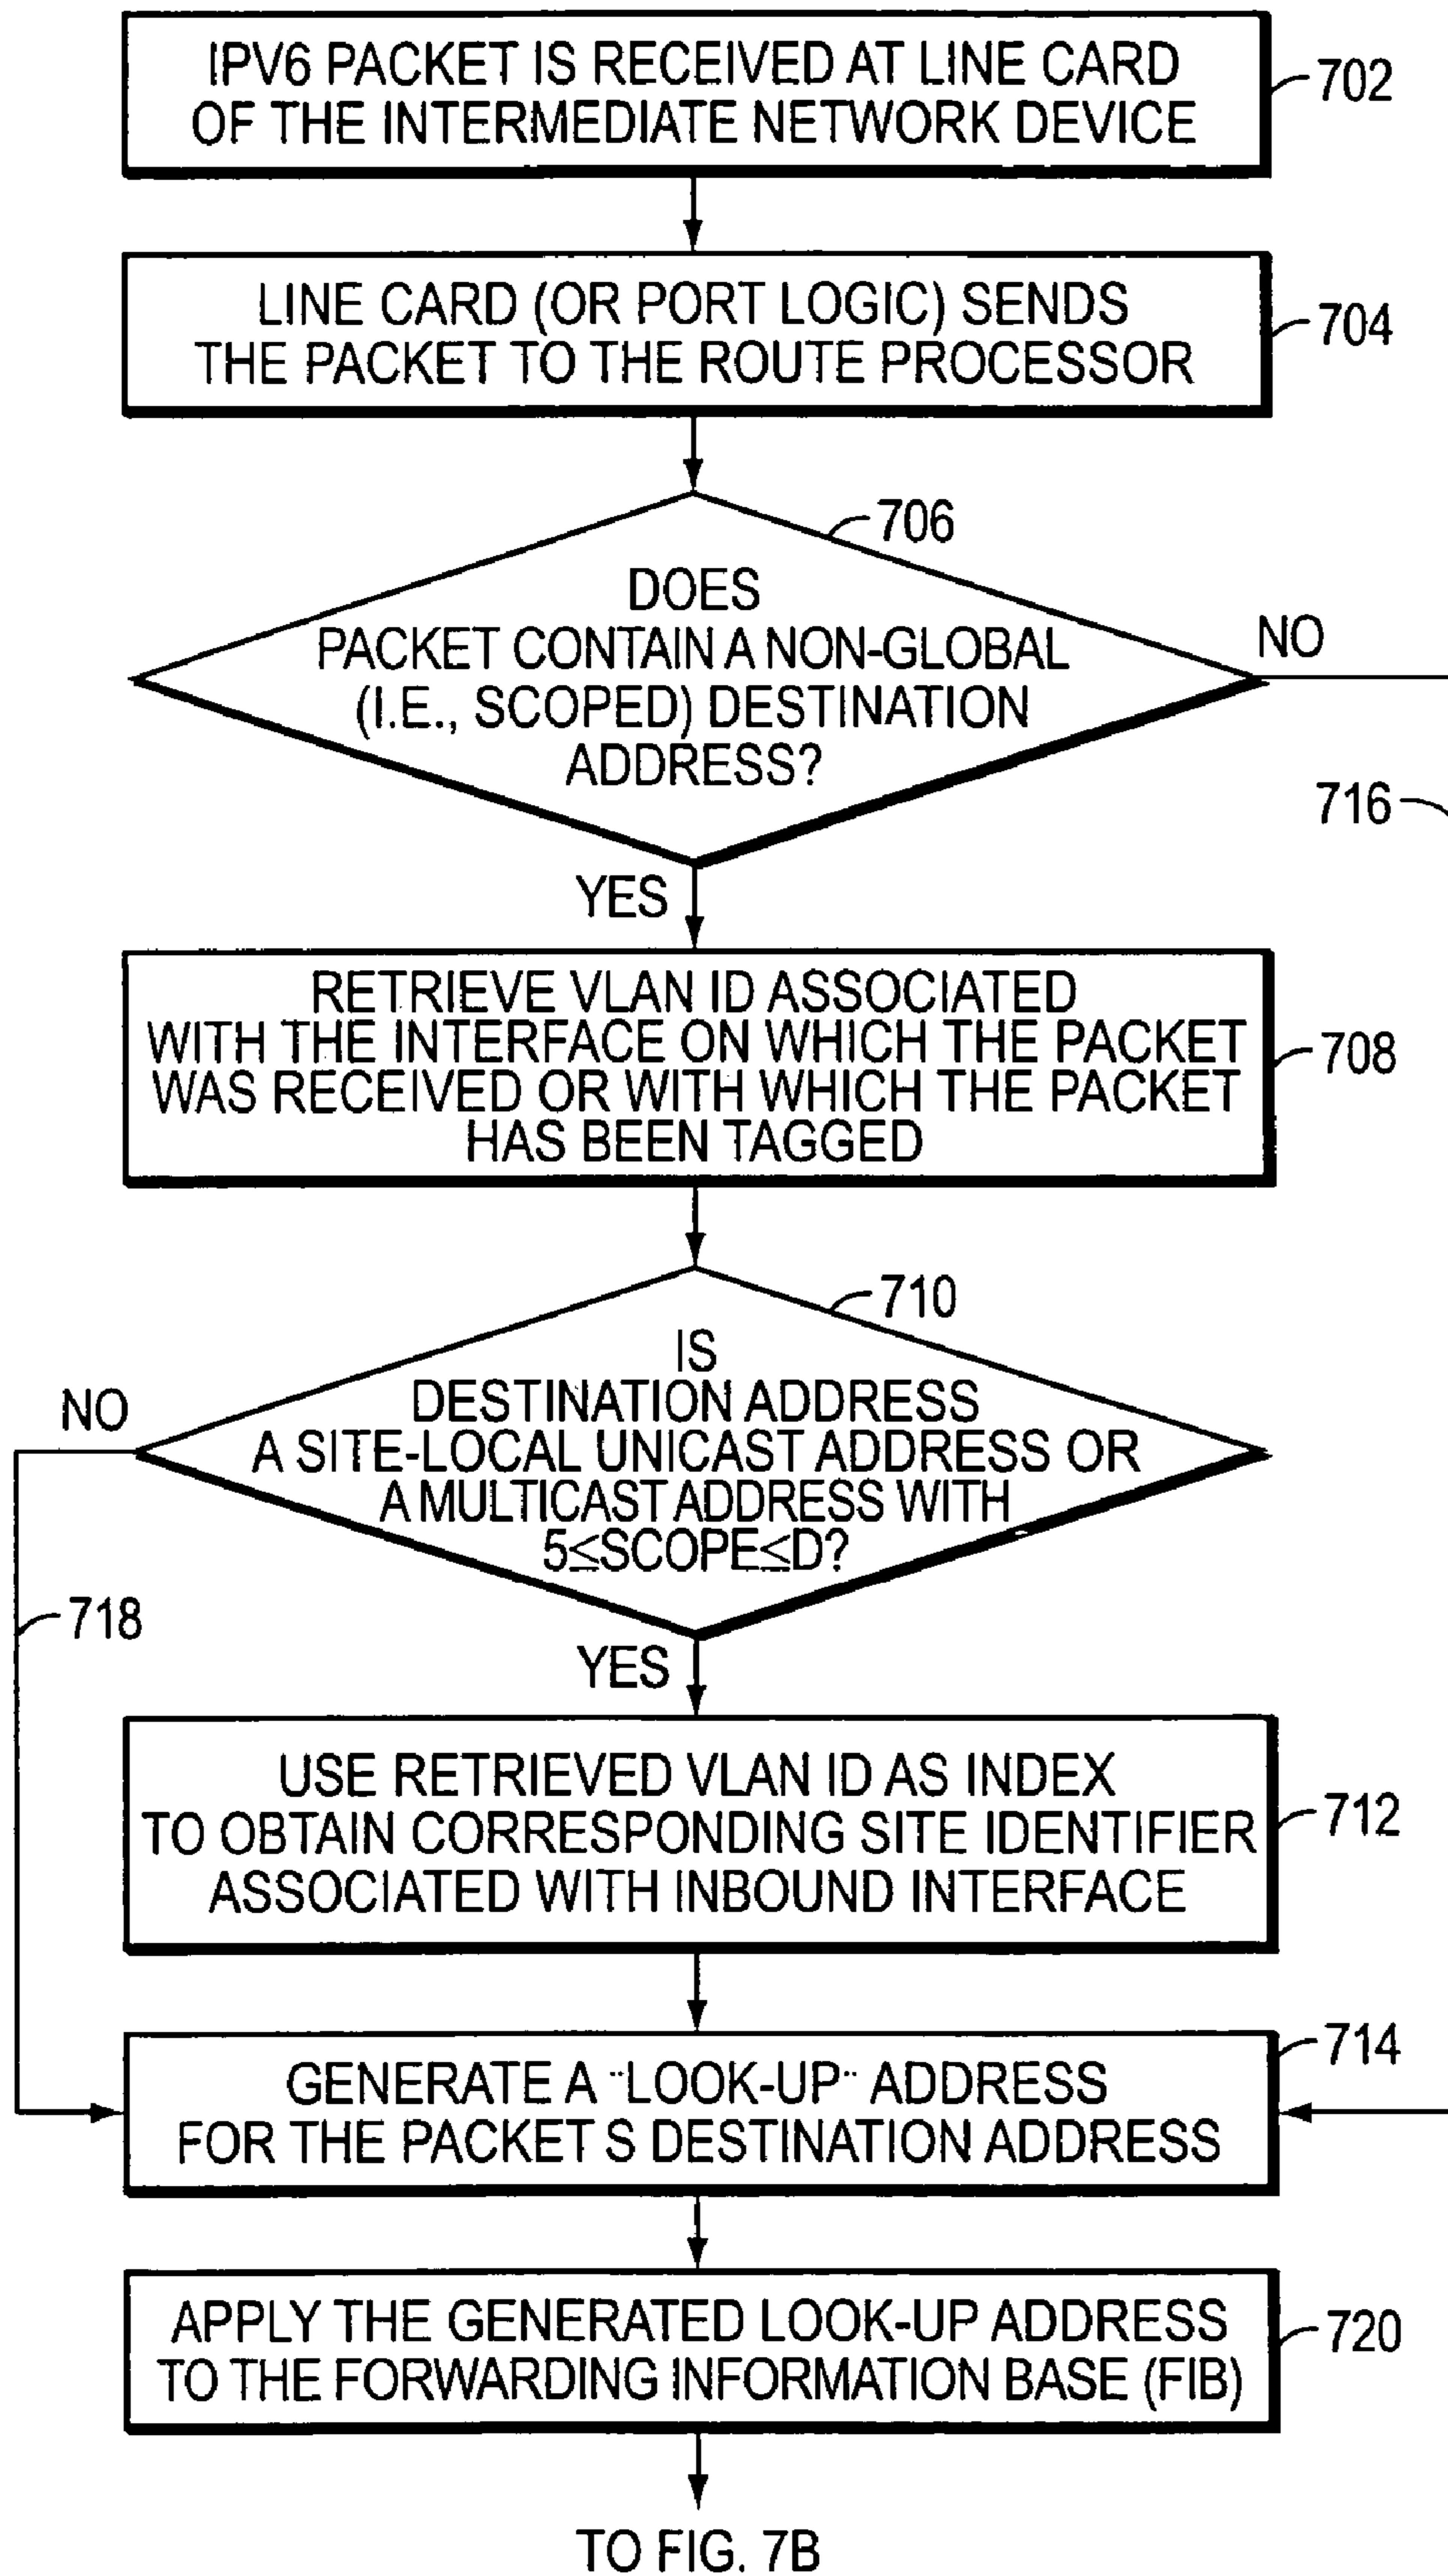 IPV6 PACKET IS RECEIVED AT LINE CARD
OF THE INTERMEDIATE NETWORK DEVICE
702
LINE CARD (OR PORT LOGIC) SENDS
THE PACKET TO THE ROUTE PROCESSOR
704
706
DOES
PACKET CONTAIN A NON-GLOBAL
(I.E., SCOPED) DESTINATION
ADDRESS?
NO
716
YES
RETRIEVE VLAN ID ASSOCIATED
WITH THE INTERFACE ON WHICH THE PACKET
WAS RECEIVED OR WITH WHICH THE PACKET
HAS BEEN TAGGED
708
710
IS
DESTINATION ADDRESS
A SITE-LOCAL UNICAST ADDRESS OR
A MULTICAST ADDRESS WITH
5≤SCOPE≤D?
NO
718
YES
USE RETRIEVED VLAN ID AS INDEX
TO OBTAIN CORRESPONDING SITE IDENTIFIER
ASSOCIATED WITH INBOUND INTERFACE
712
GENERATE A "LOOK-UP" ADDRESS
FOR THE PACKET S DESTINATION ADDRESS
714
APPLY THE GENERATED LOOK-UP ADDRESS
TO THE FORWARDING INFORMATION BASE (FIB)
720
TO FIG. 7B